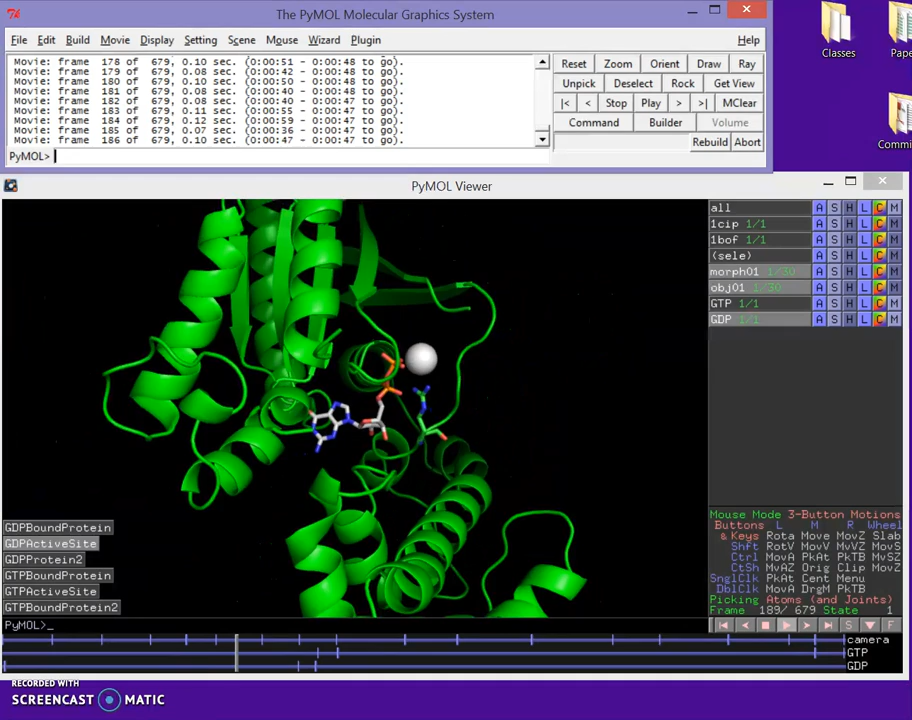 The PyMOL Molecular Graphics System
File Edit Build Movie Display Setting Scene Mouse Wizard Plugin Help
Movie: frame 178 of 679, 0.10 sec. (0:00:51 - 0:00:48 to go).
Movie: frame 179 of 679, 0.08 sec. (0:00:42 - 0:00:48 to go).
Movie: frame 180 of 679, 0.10 sec. (0:00:50 - 0:00:48 to go).
Movie: frame 181 of 679, 0.08 sec. (0:00:40 - 0:00:48 to go).
Movie: frame 182 of 679, 0.08 sec. (0:00:40 - 0:00:47 to go).
Movie: frame 183 of 679, 0.11 sec. (0:00:55 - 0:00:47 to go).
Movie: frame 184 of 679, 0.12 sec. (0:00:59 - 0:00:47 to go).
Movie: frame 185 of 679, 0.07 sec. (0:00:36 - 0:00:47 to go).
Movie: frame 186 of 679, 0.10 sec. (0:00:47 - 0:00:47 to go).
PyMOL>
Reset Zoom Orient Draw Ray
Unpick Deselect Rock Get View
|< < Stop Play > >| MClear
Command Builder Volume
Rebuild Abort
Classes
PyMOL Viewer
all A S H L C M
1cip 1/1 A S H L C M
1bof 1/1 A S H L C M
(sele) A S H L C M
morph01 1/30 A S H L C M
obj01 1/30 A S H L C M
GTP 1/1 A S H L C M
GDP 1/1 A S H L C M
GDPBoundProtein
GDPActiveSite
GDPProtein2
GTPBoundProtein
GTPActiveSite
GTPBoundProtein2
PyMOL>_
Mouse Mode 3-Button Motions
Buttons L M R Wheel
& Keys Rota Move MovZ Slab
Shft RotV MovV MvVZ MovS
Ctrl MovA PkAt PkTB MvSZ
CtSh MvAZ Orig Clip MovZ
SnglClk PkAt Cent Menu
DblClk MovA DrgM PkTB
Picking Atoms (and Joints)
Frame 189/ 679 State 1
S F
camera
GTP
GDP
RECORDED WITH
SCREENCAST MATIC